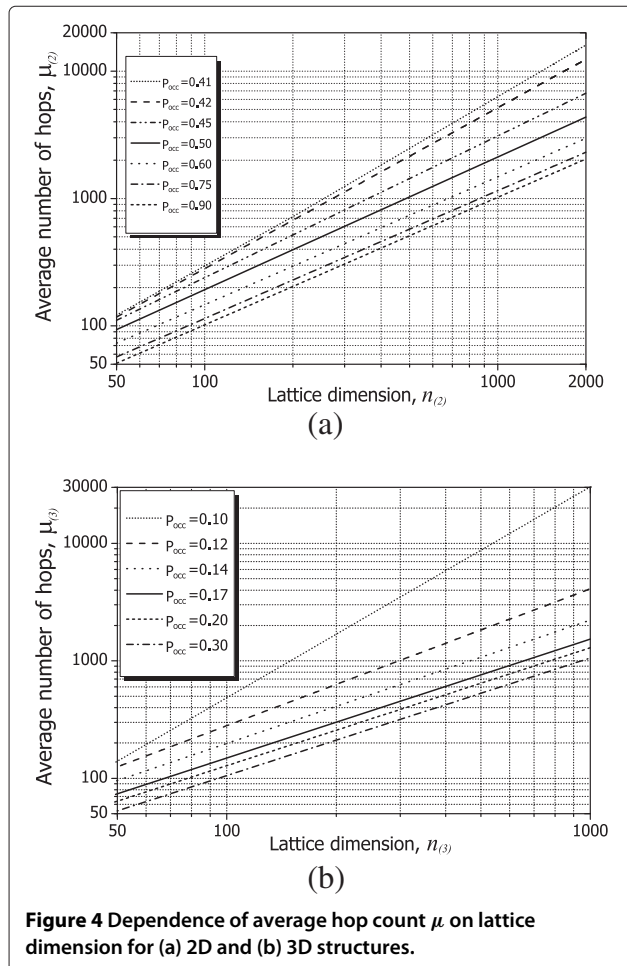 20000
10000
1000
100
50
Average number of hops, μ(2)
Pocc=0.41
Pocc=0.42
Pocc=0.45
Pocc=0.50
Pocc=0.60
Pocc=0.75
Pocc=0.90
50 100 1000 2000
Lattice dimension, n(2)
(a)
30000
10000
1000
100
50
Average number of hops, μ(3)
Pocc=0.10
Pocc=0.12
Pocc=0.14
Pocc=0.17
Pocc=0.20
Pocc=0.30
50 100 1000
Lattice dimension, n(3)
(b)
Figure 4 Dependence of average hop count μ on lattice
dimension for (a) 2D and (b) 3D structures.